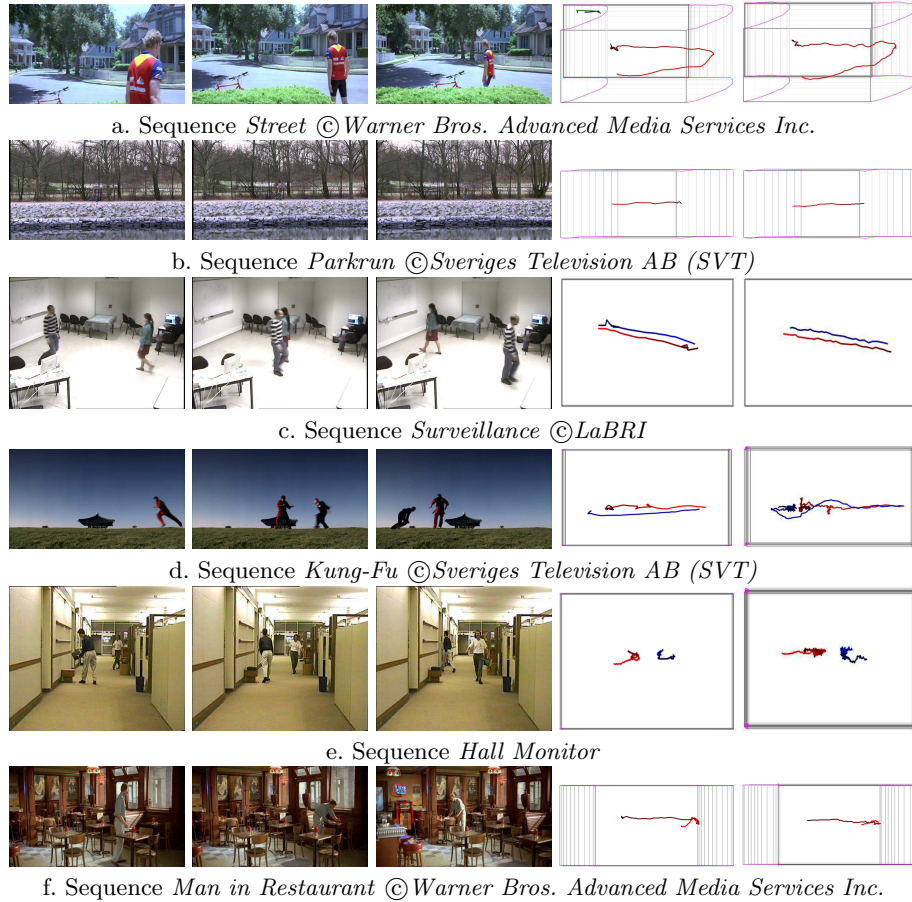 a. Sequence Street ©Warner Bros. Advanced Media Services Inc.
b. Sequence Parkrun ©Sveriges Television AB (SVT)
c. Sequence Surveillance ©LaBRI
d. Sequence Kung-Fu ©Sveriges Television AB (SVT)
e. Sequence Hall Monitor
f. Sequence Man in Restaurant ©Warner Bros. Advanced Media Services Inc.